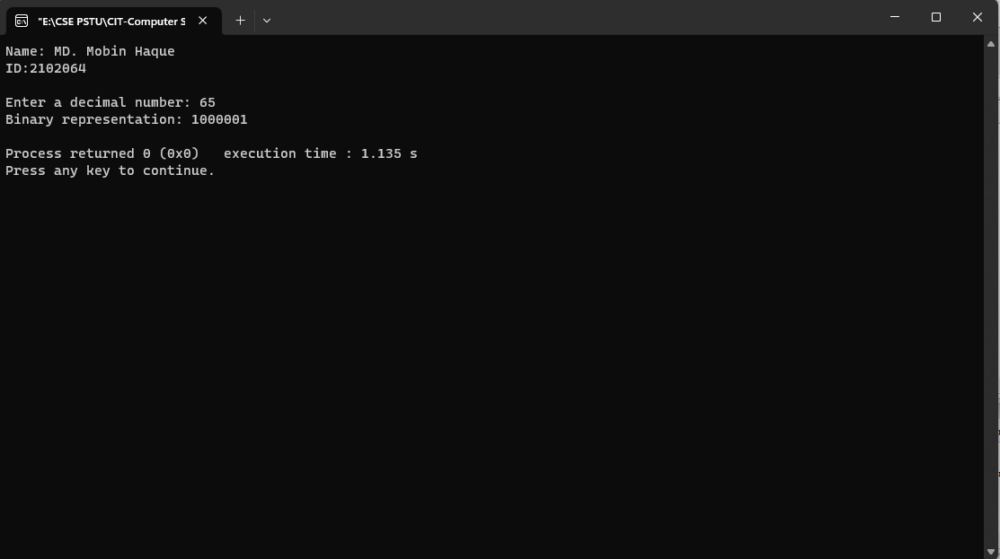 "E:\CSE PSTU\CIT-Computer S
Name: MD. Mobin Haque
ID:2102064
Enter a decimal number: 65
Binary representation: 1000001
Process returned 0 (0x0)   execution time : 1.135 s
Press any key to continue.